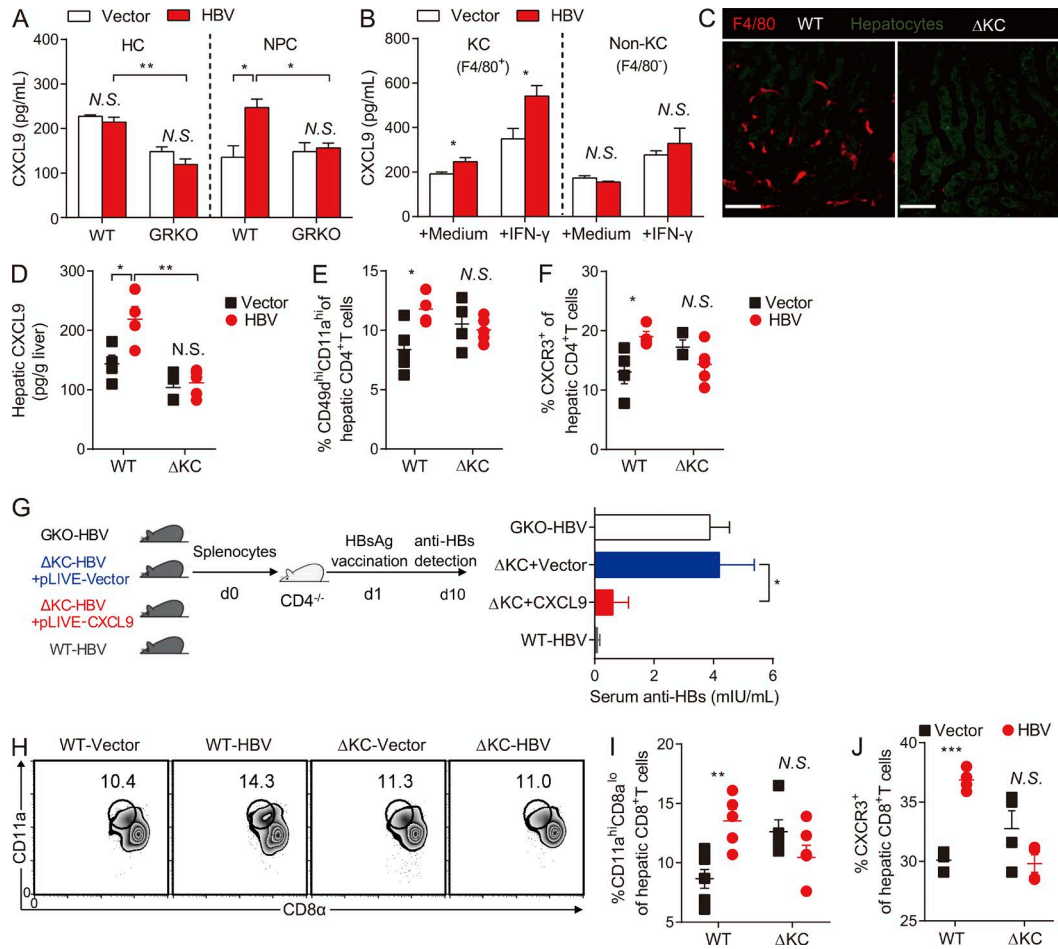 A
Vector HBV
HC NPC
CXCL9 (pg/mL)
300
200
100
0
N.S. ** * * N.S. N.S.
WT GRKO WT GRKO
B
Vector HBV
KC Non-KC
(F4/80+) (F4/80-)
CXCL9 (pg/mL)
800
600
400
200
0
* * N.S. N.S.
+Medium +IFN-γ +Medium +IFN-γ
C
F4/80 WT Hepatocytes ΔKC
D
Hepatic CXCL9
(pg/g liver)
300
200
100
0
* ** N.S.
Vector
HBV
WT ΔKC
E
% CD49dhiCD11ahi of
hepatic CD4+T cells
15
10
5
0
* N.S.
WT ΔKC
F
% CXCR3+ of
hepatic CD4+T cells
30
20
10
0
* N.S.
Vector
HBV
WT ΔKC
G
GKO-HBV
ΔKC-HBV
+pLIVE-Vector
ΔKC-HBV
+pLIVE-CXCL9
WT-HBV
Splenocytes
d0
CD4-/-
HBsAg
vaccination
d1
anti-HBs
detection
d10
GKO-HBV
ΔKC+Vector
ΔKC+CXCL9
WT-HBV
*
0 2 4 6
Serum anti-HBs (mIU/mL)
H
WT-Vector WT-HBV ΔKC-Vector ΔKC-HBV
10.4 14.3 11.3 11.0
CD11a
0
CD8α
I
%CD11ahiCD8alo
of hepatic CD8+T cells
20
15
10
5
** N.S.
WT ΔKC
J
Vector HBV
% CXCR3+
of hepatic CD8+T cells
40
35
30
25
*** N.S.
WT ΔKC